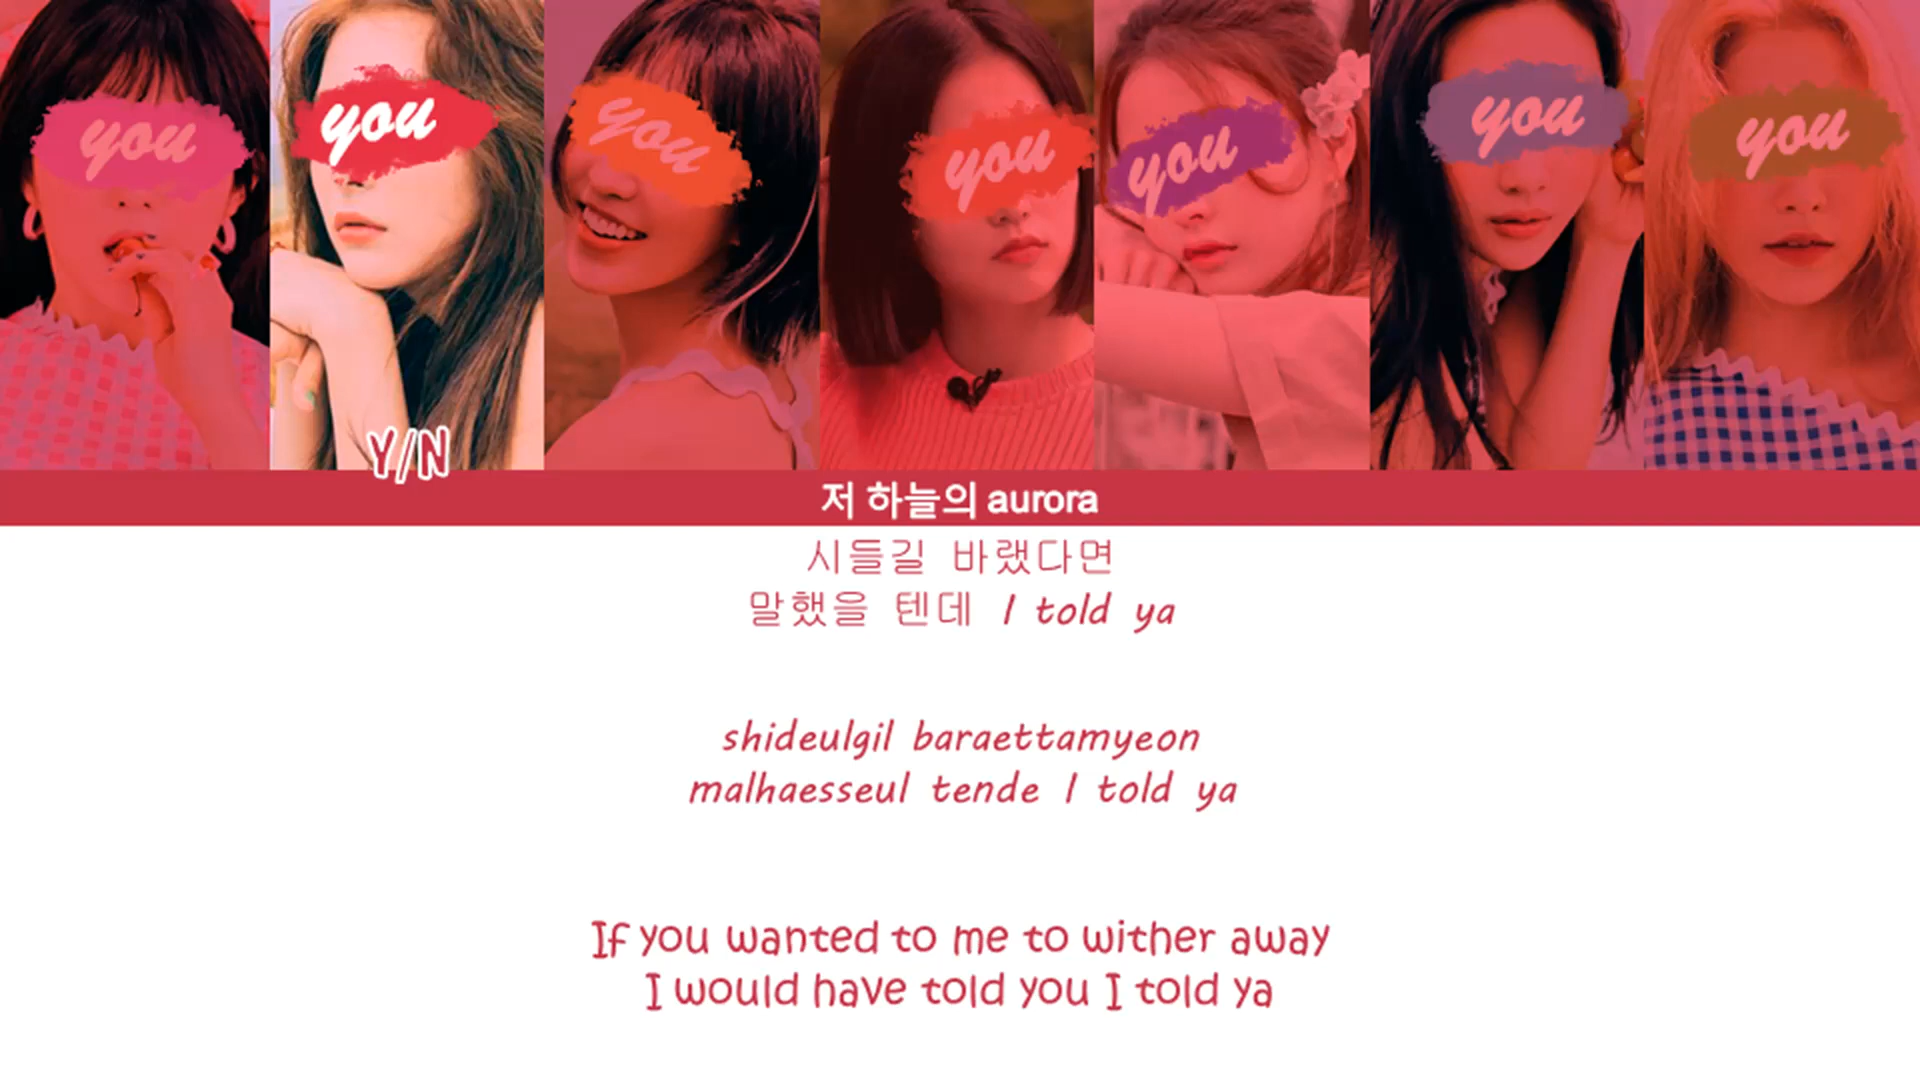 you you you you you you you
Y/N
저 하늘의 aurora
시들길 바랬다면
말했을 텐데 I told ya
shideulgil baraettamyeon
malhaesseul tende I told ya
If you wanted to me to wither away
I would have told you I told ya